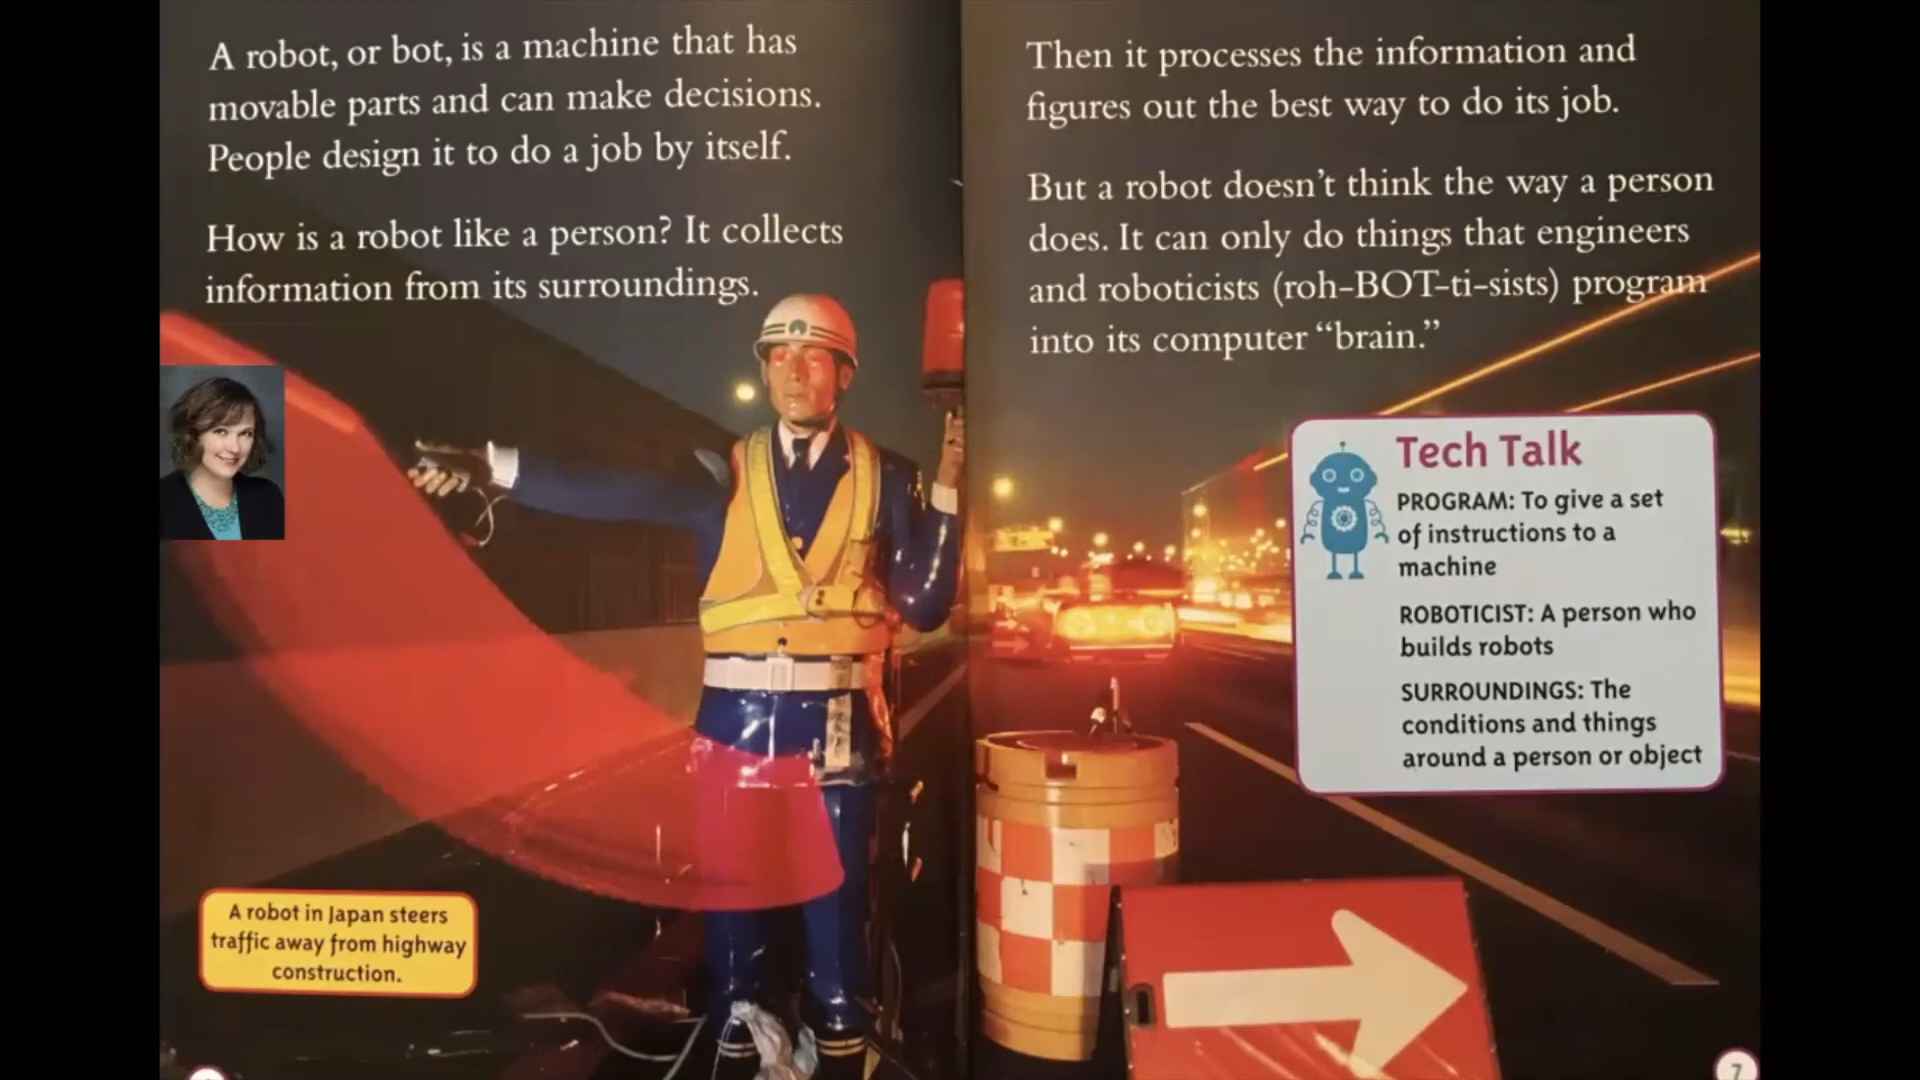 A robot, or bot, is a machine that has
movable parts and can make decisions.
People design it to do a job by itself.
How is a robot like a person? It collects
information from its surroundings.
A robot in Japan steers
traffic away from highway
construction.
Then it processes the information and
figures out the best way to do its job.
But a robot doesn't think the way a person
does. It can only do things that engineers
and roboticists (roh-BOT-ti-sists) program
into its computer “brain.”
Tech Talk
PROGRAM: To give a set
of instructions to a
machine
ROBOTICIST: A person who
builds robots
SURROUNDINGS: The
conditions and things
around a person or object
7